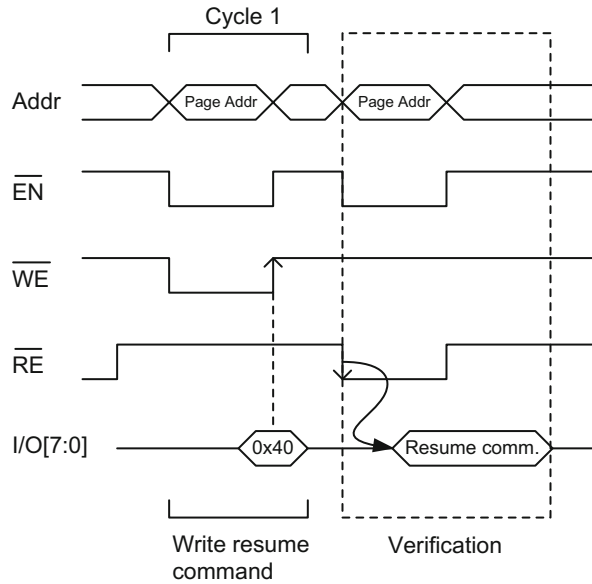 Cycle 1
Addr
Page Addr
Page Addr
EN
WE
RE
I/O[7:0]
0x40
Resume comm.
Write resume
command
Verification